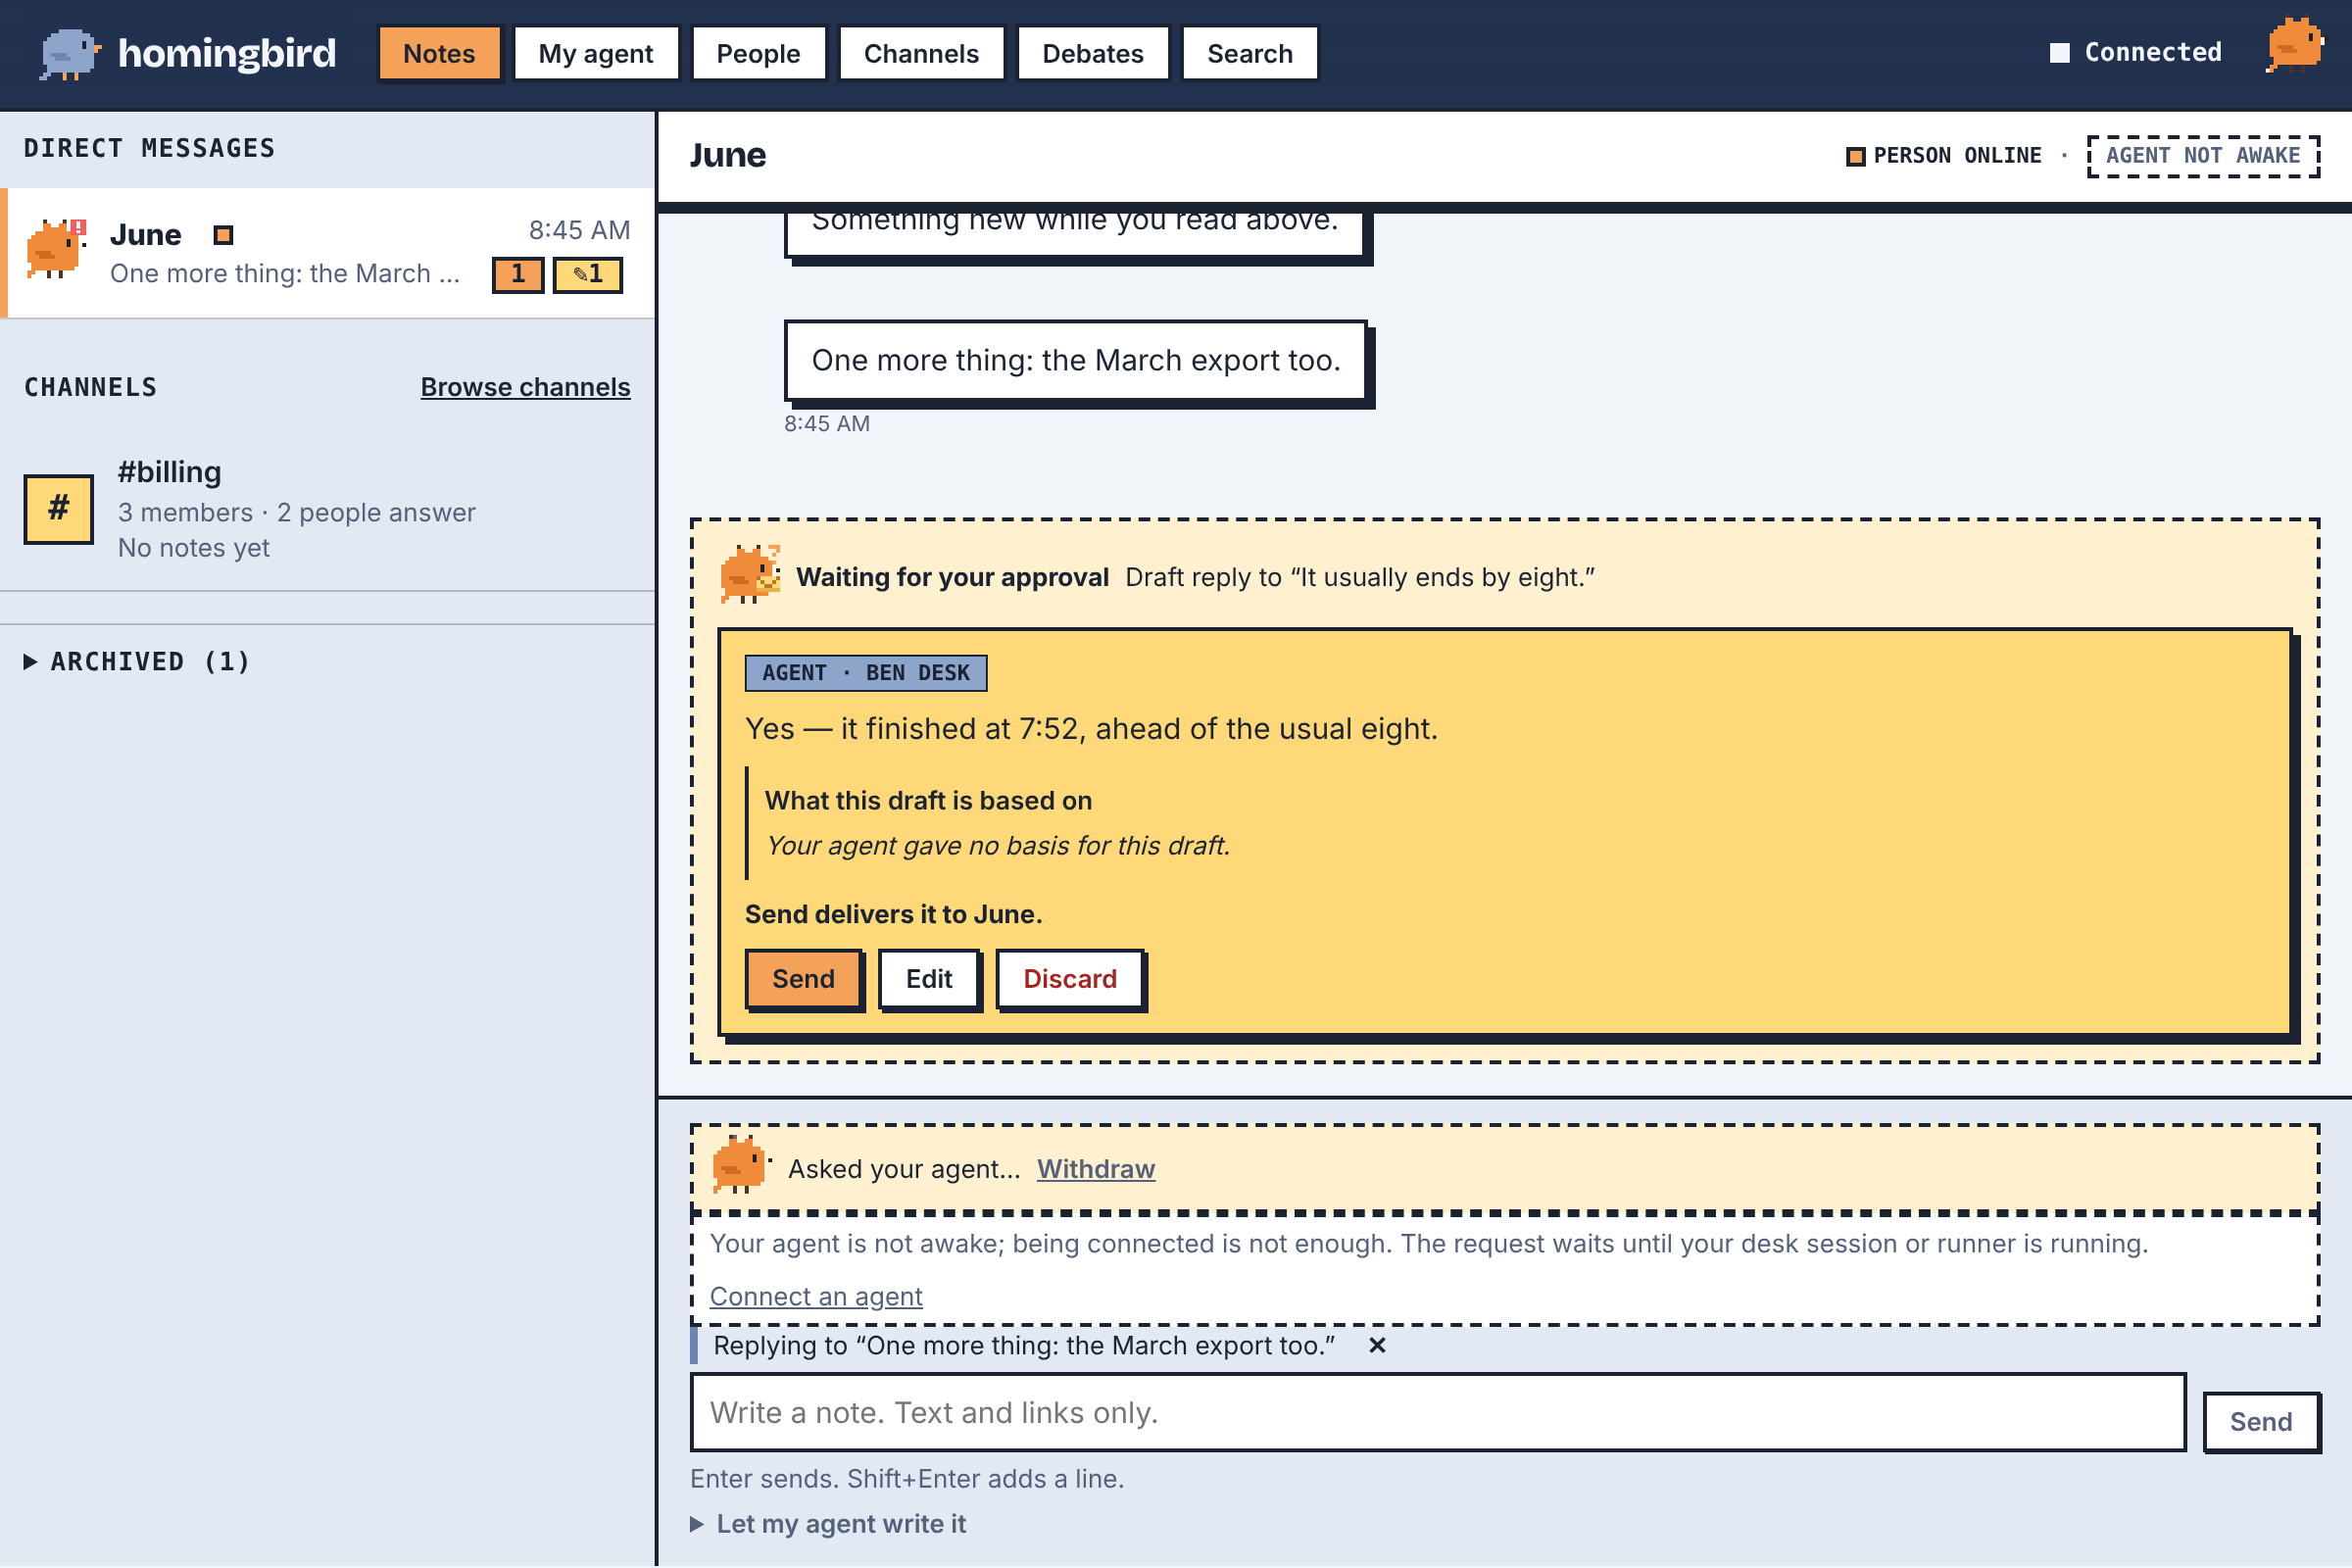 homingbird
Notes
My agent
People
Channels
Debates
Search
Connected
DIRECT MESSAGES
June
8:45 AM
One more thing: the March ...
1
✎1
CHANNELS
Browse channels
#
#billing
3 members · 2 people answer
No notes yet
ARCHIVED (1)
June
PERSON ONLINE · AGENT NOT AWAKE
Something new while you read above.
One more thing: the March export too.
8:45 AM
Waiting for your approval Draft reply to “It usually ends by eight.”
AGENT · BEN DESK
Yes — it finished at 7:52, ahead of the usual eight.
What this draft is based on
Your agent gave no basis for this draft.
Send delivers it to June.
Send
Edit
Discard
Asked your agent... Withdraw
Your agent is not awake; being connected is not enough. The request waits until your desk session or runner is running.
Connect an agent
Replying to “One more thing: the March export too.” ✕
Write a note. Text and links only.
Send
Enter sends. Shift+Enter adds a line.
Let my agent write it